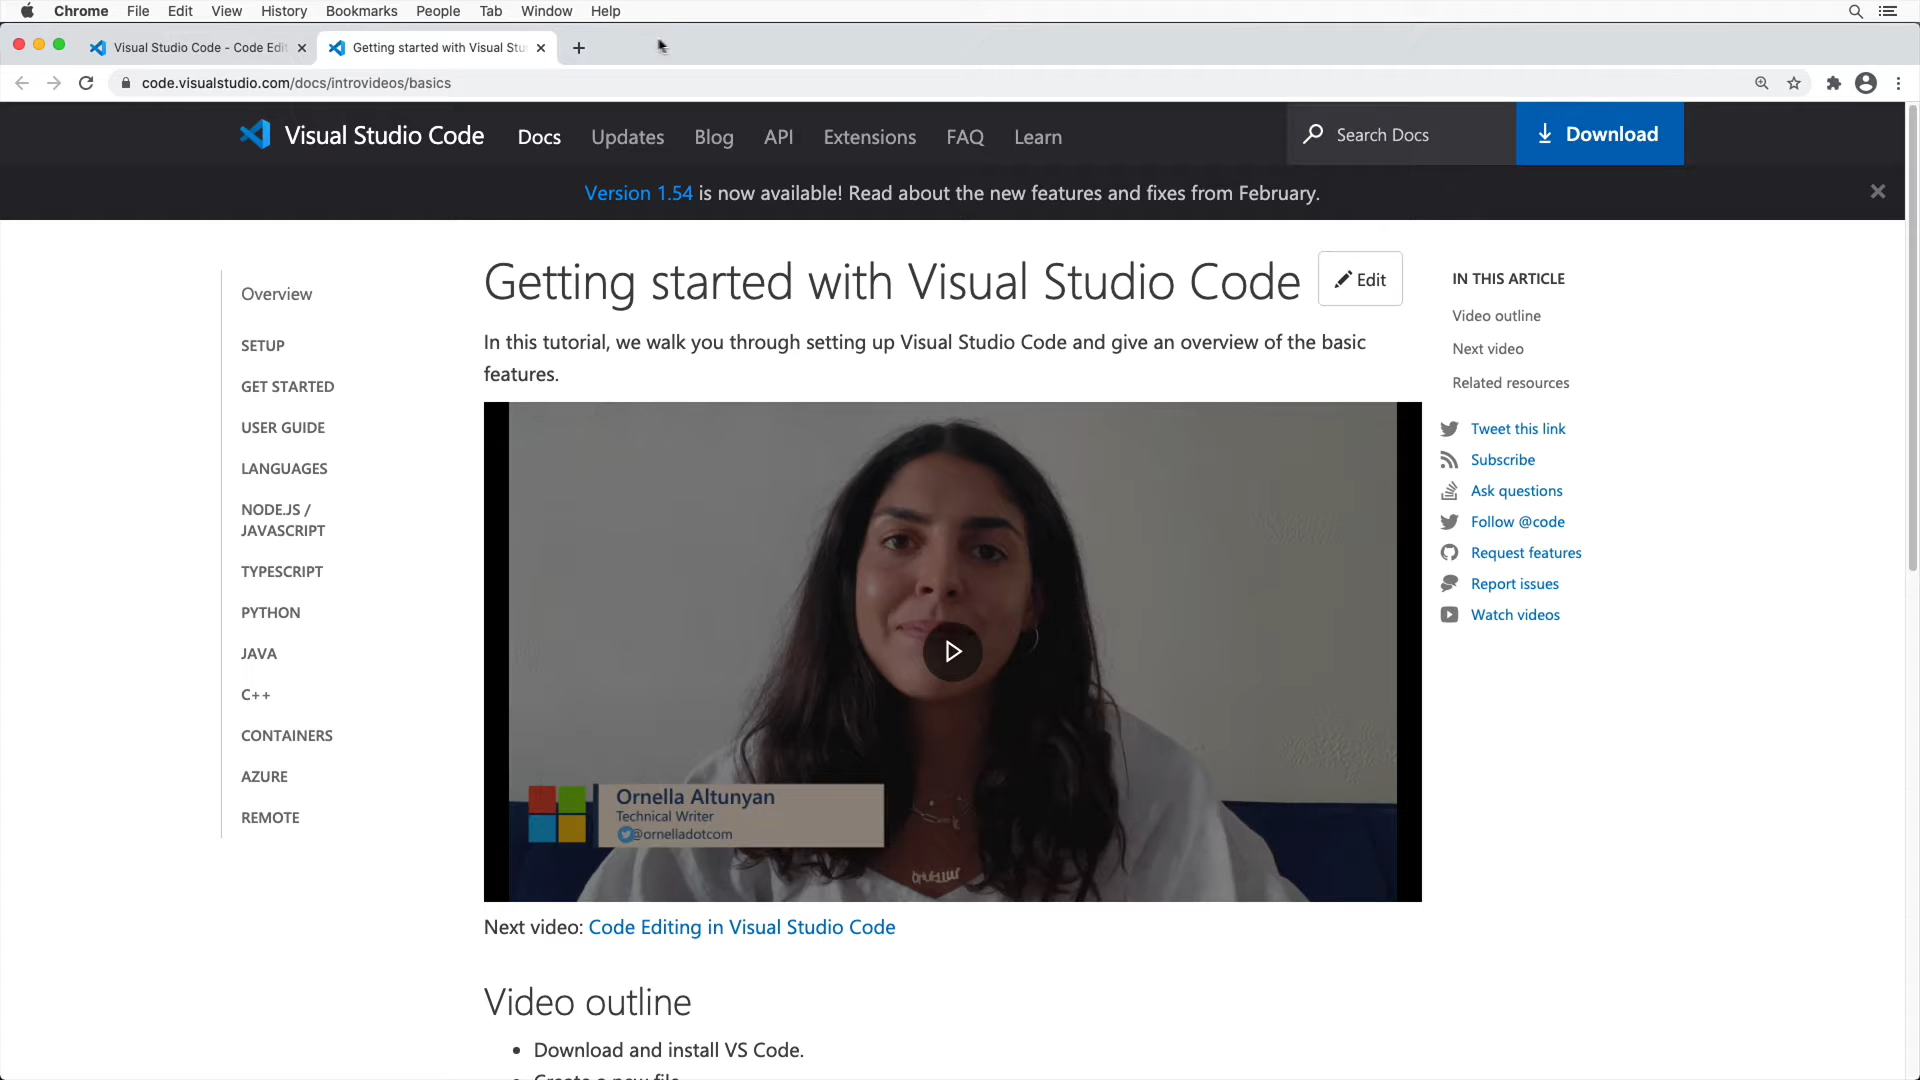 Chrome File Edit View History Bookmarks People Tab Window Help
Visual Studio Code - Code Edit
Getting started with Visual Stu
code.visualstudio.com/docs/introvideos/basics
Visual Studio Code Docs Updates Blog API Extensions FAQ Learn Search Docs Download
Version 1.54 is now available! Read about the new features and fixes from February.
Overview
SETUP
GET STARTED
USER GUIDE
LANGUAGES
NODE.JS /
JAVASCRIPT
TYPESCRIPT
PYTHON
JAVA
C++
CONTAINERS
AZURE
REMOTE
Getting started with Visual Studio Code
Edit
In this tutorial, we walk you through setting up Visual Studio Code and give an overview of the basic
features.
Ornella Altunyan
Technical Writer
@ornelladotcom
Next video: Code Editing in Visual Studio Code
Video outline
• Download and install VS Code.
• Create a new file.
IN THIS ARTICLE
Video outline
Next video
Related resources
Tweet this link
Subscribe
Ask questions
Follow @code
Request features
Report issues
Watch videos